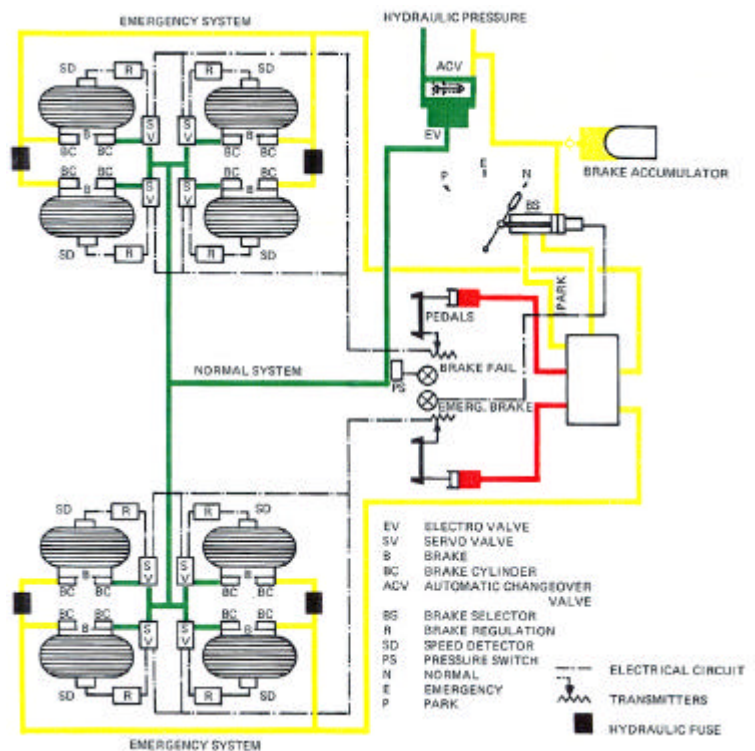 EMERGENCY SYSTEM
HYDRAULIC PRESSURE
SD R R SD
ACV
S V S V
B B
BC BC BC BC
EV
BRAKE ACCUMULATOR
BC BC BC BC
B B
S V S V
P E N
BS
SD R R SD
PARK
PEDALS
NORMAL SYSTEM
BRAKE FAIL
PS
EMERG. BRAKE
SD R R SD
S V S V
B B
BC BC BC BC
BC BC BC BC
B B
S V S V
SD R R SD
EMERGENCY SYSTEM
EV ELECTRO VALVE
SV SERVO VALVE
B BRAKE
BC BRAKE CYLINDER
ACV AUTOMATIC CHANGEOVER
VALVE
BS BRAKE SELECTOR
R BRAKE REGULATION
SD SPEED DETECTOR
PS PRESSURE SWITCH
N NORMAL
E EMERGENCY
P PARK
ELECTRICAL CIRCUIT
TRANSMITTERS
HYDRAULIC FUSE